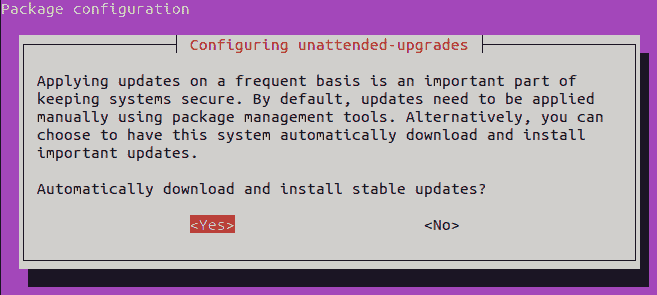 Package configuration
Configuring unattended-upgrades
Applying updates on a frequent basis is an important part of
keeping systems secure. By default, updates need to be applied
manually using package management tools. Alternatively, you can
choose to have this system automatically download and install
important updates.
Automatically download and install stable updates?
<Yes> <No>